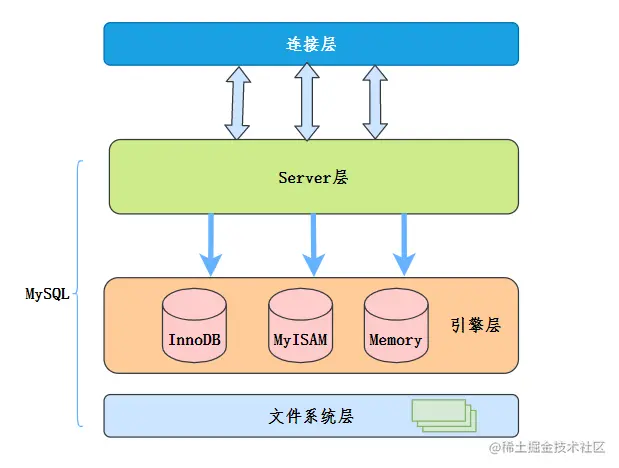 连接层
Server层
MySQL
InnoDB
MyISAM
Memory
引擎层
文件系统层
@稀土掘金技术社区